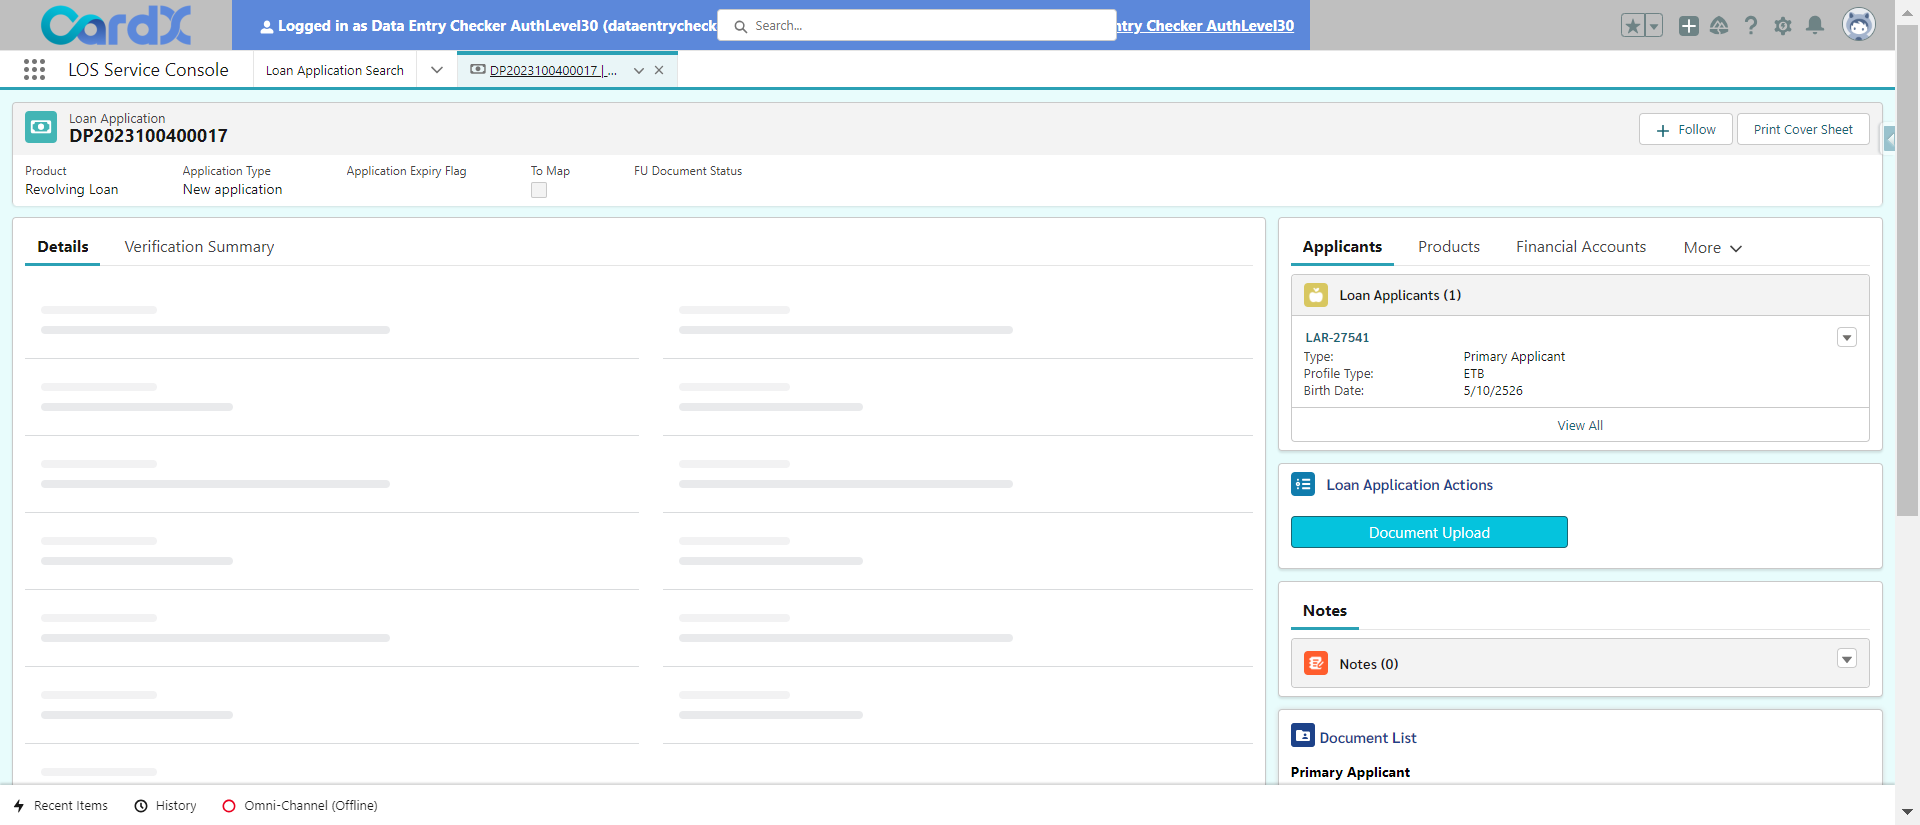 CardX
Logged in as Data Entry Checker AuthLevel30 (dataentrycheck
Search...
ntry Checker AuthLevel30
LOS Service Console
Loan Application Search
DP2023100400017 | ...
Loan Application
DP2023100400017
Follow
Print Cover Sheet
Product
Revolving Loan
Application Type
New application
Application Expiry Flag
To Map
FU Document Status
Details
Verification Summary
Applicants
Products
Financial Accounts
More
Loan Applicants (1)
LAR-27541
Type: Primary Applicant
Profile Type: ETB
Birth Date: 5/10/2526
View All
Loan Application Actions
Document Upload
Notes
Notes (0)
Document List
Primary Applicant
Recent Items
History
Omni-Channel (Offline)